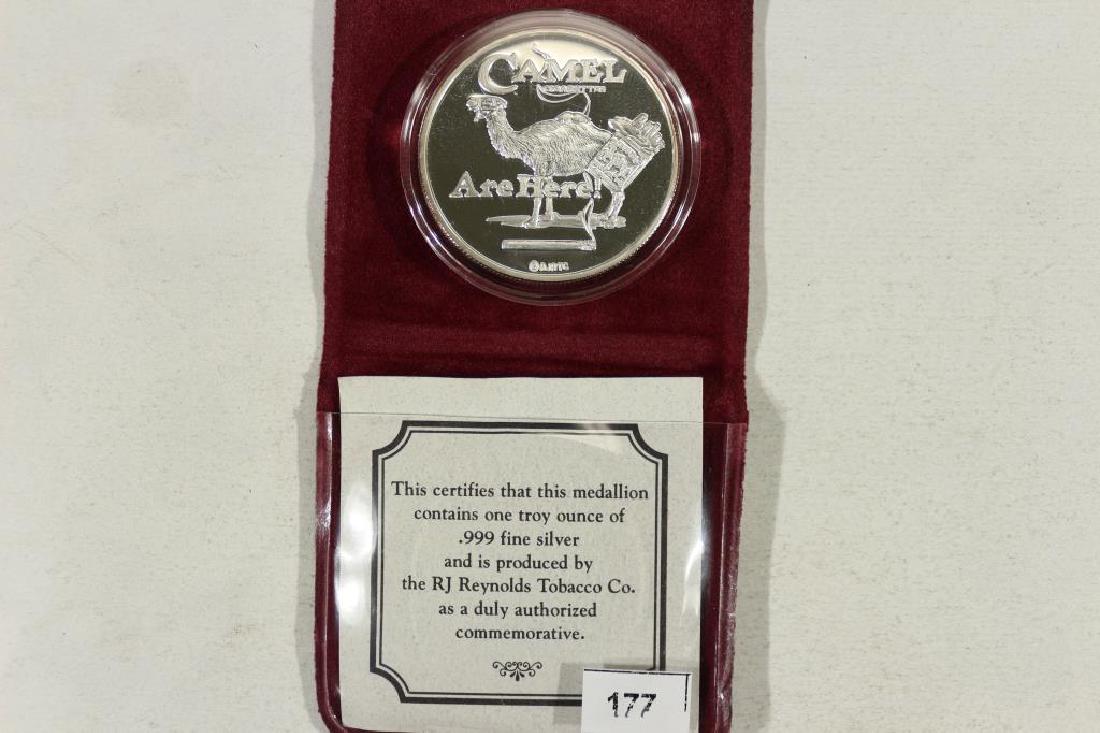 CAMEL
Are Here!
This certifies that this medallion
contains one troy ounce of
.999 fine silver
and is produced by
the RJ Reynolds Tobacco Co.
as a duly authorized
commemorative.
177